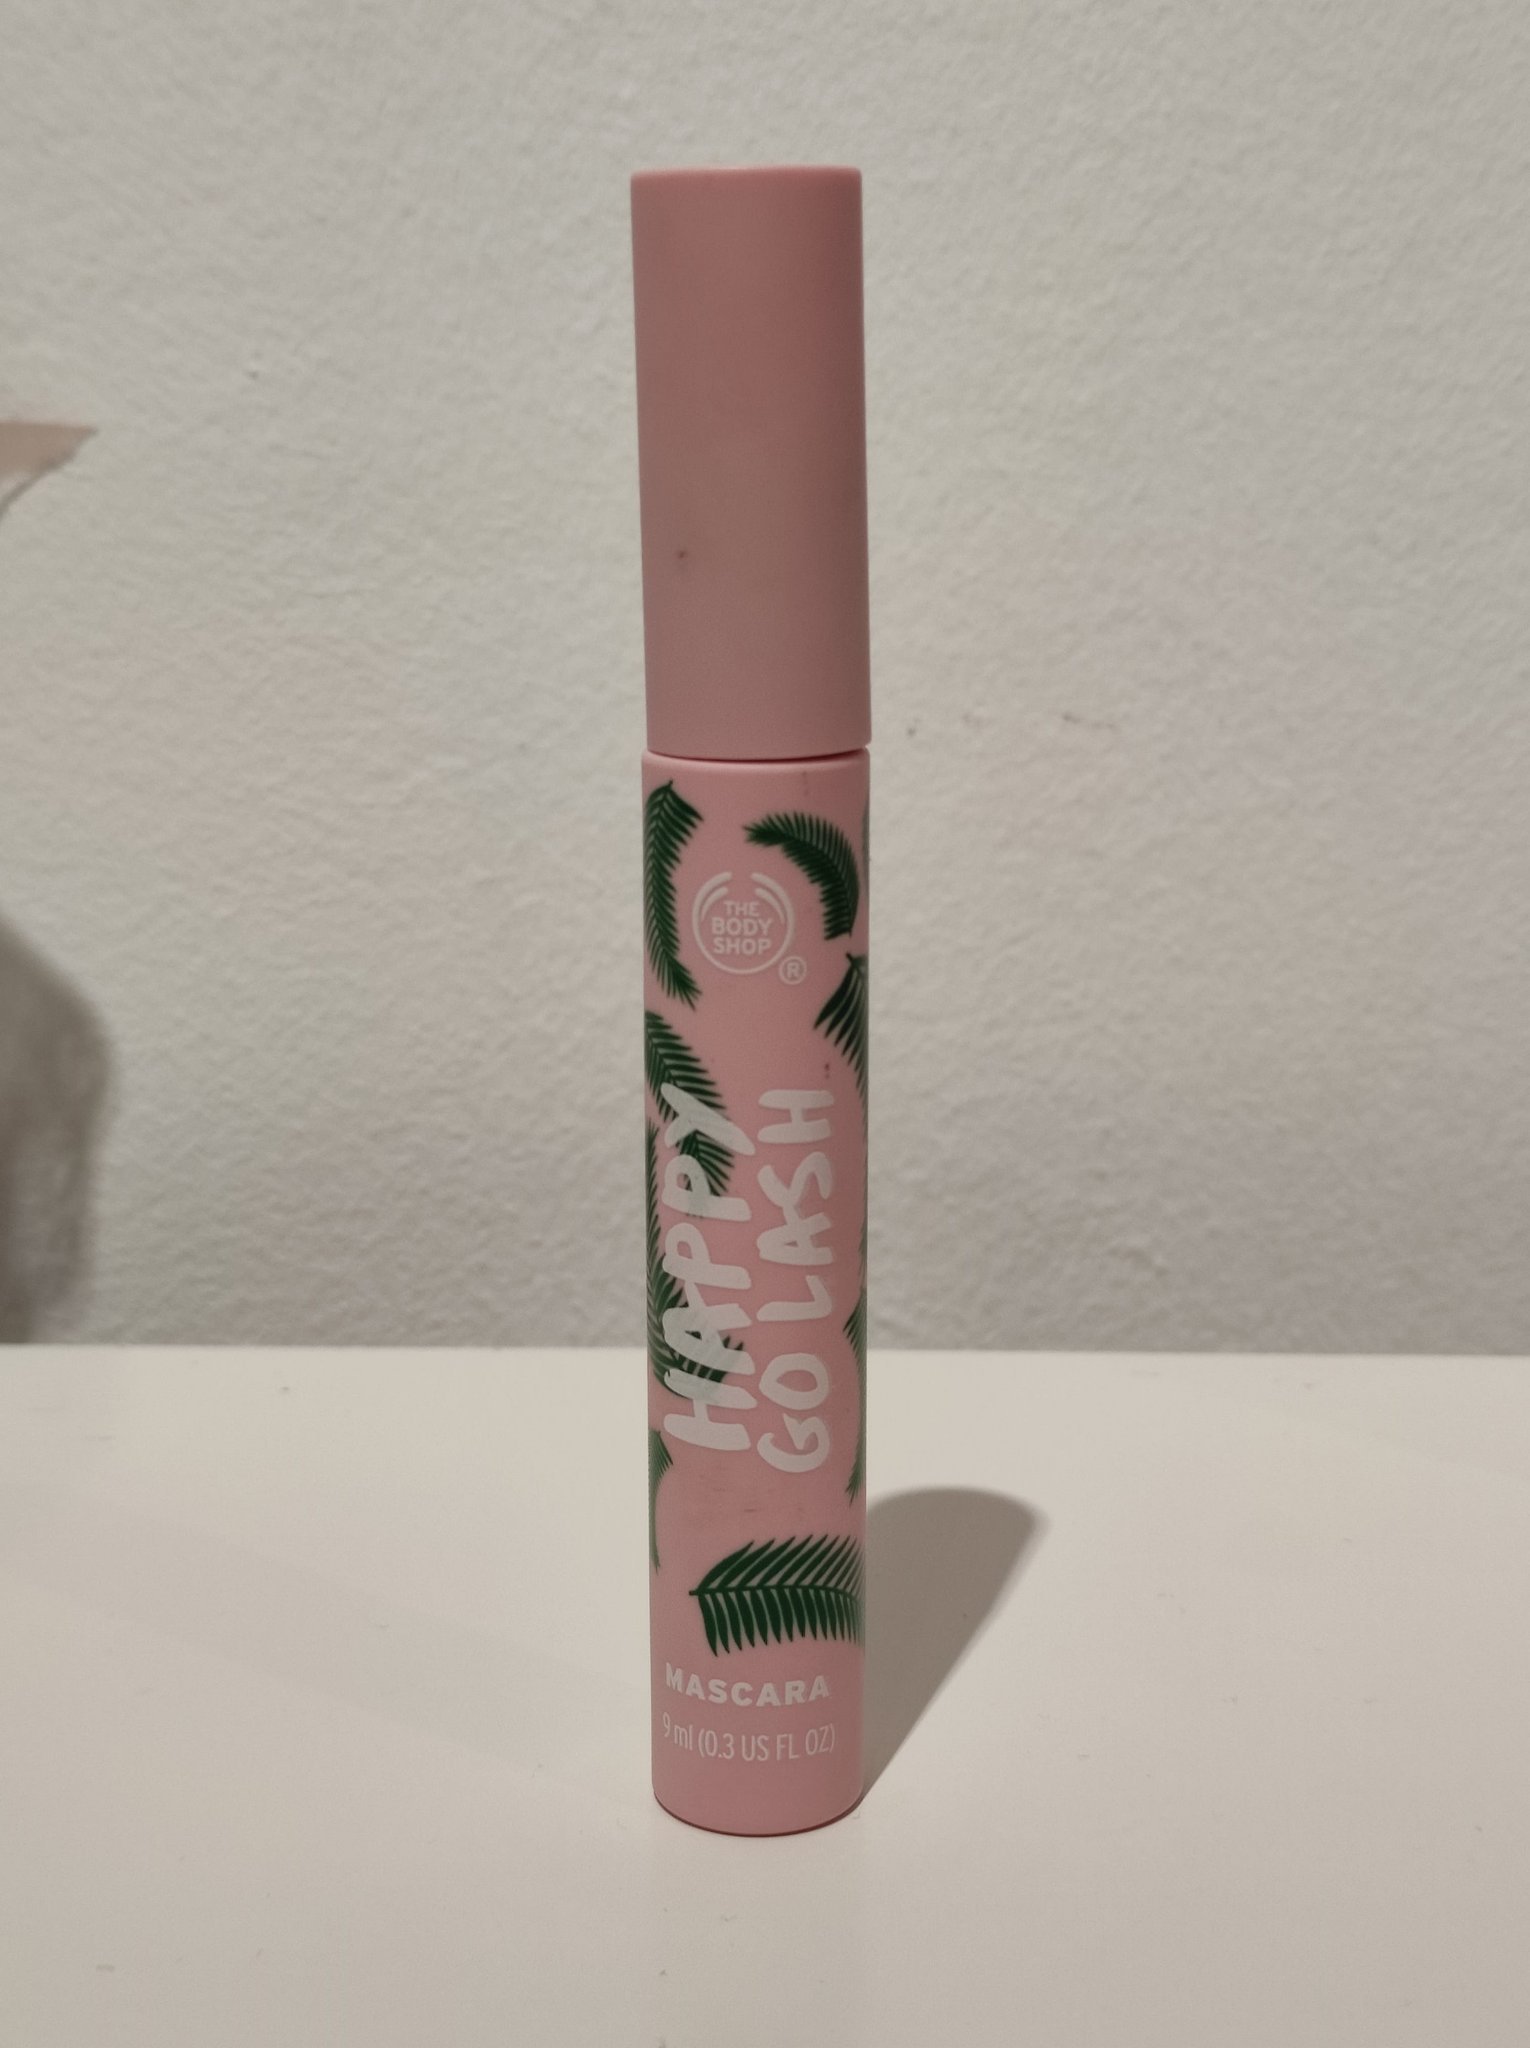 THE
BODY
SHOP
®
HAPPY
GO LASH
MASCARA
9 ml (0.3 US FL OZ)